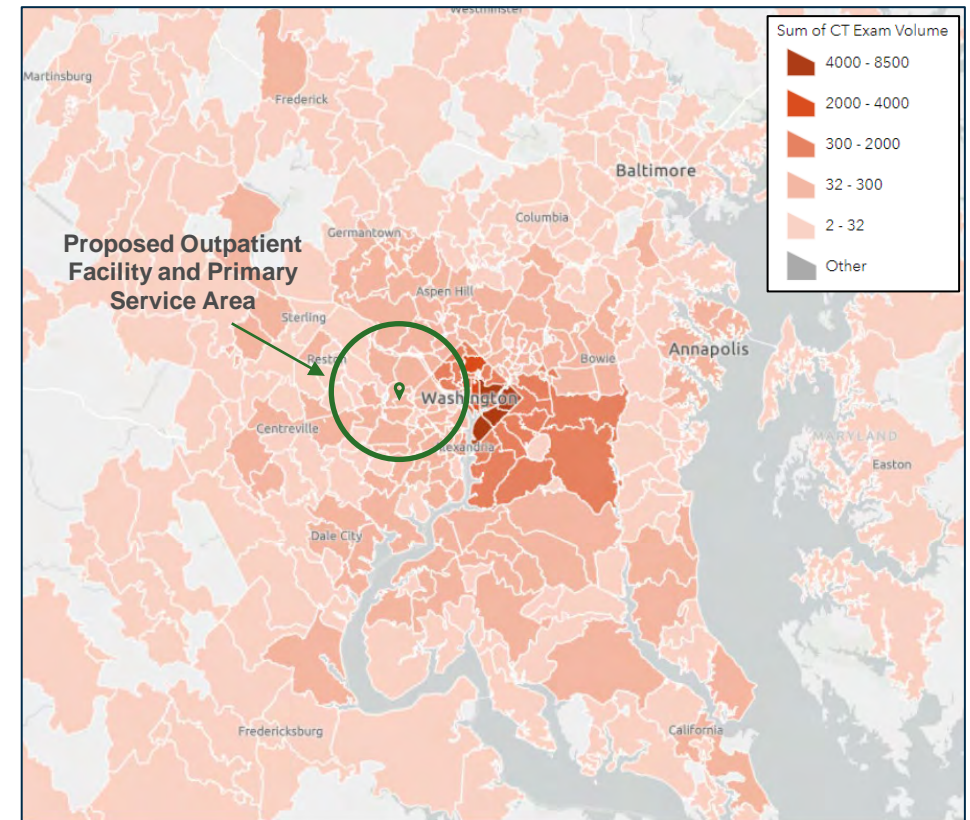 Westminster
Sum of CT Exam Volume
4000 - 8500
2000 - 4000
300 - 2000
32 - 300
2 - 32
Other
Martinsburg
Frederick
Baltimore
Columbia
Germantown
Proposed Outpatient
Facility and Primary
Service Area
Aspen Hill
Sterling
Reston
Bowie
Annapolis
Washington
Centreville
Alexandria
MARYLAND
Easton
Dale City
Fredericksburg
California